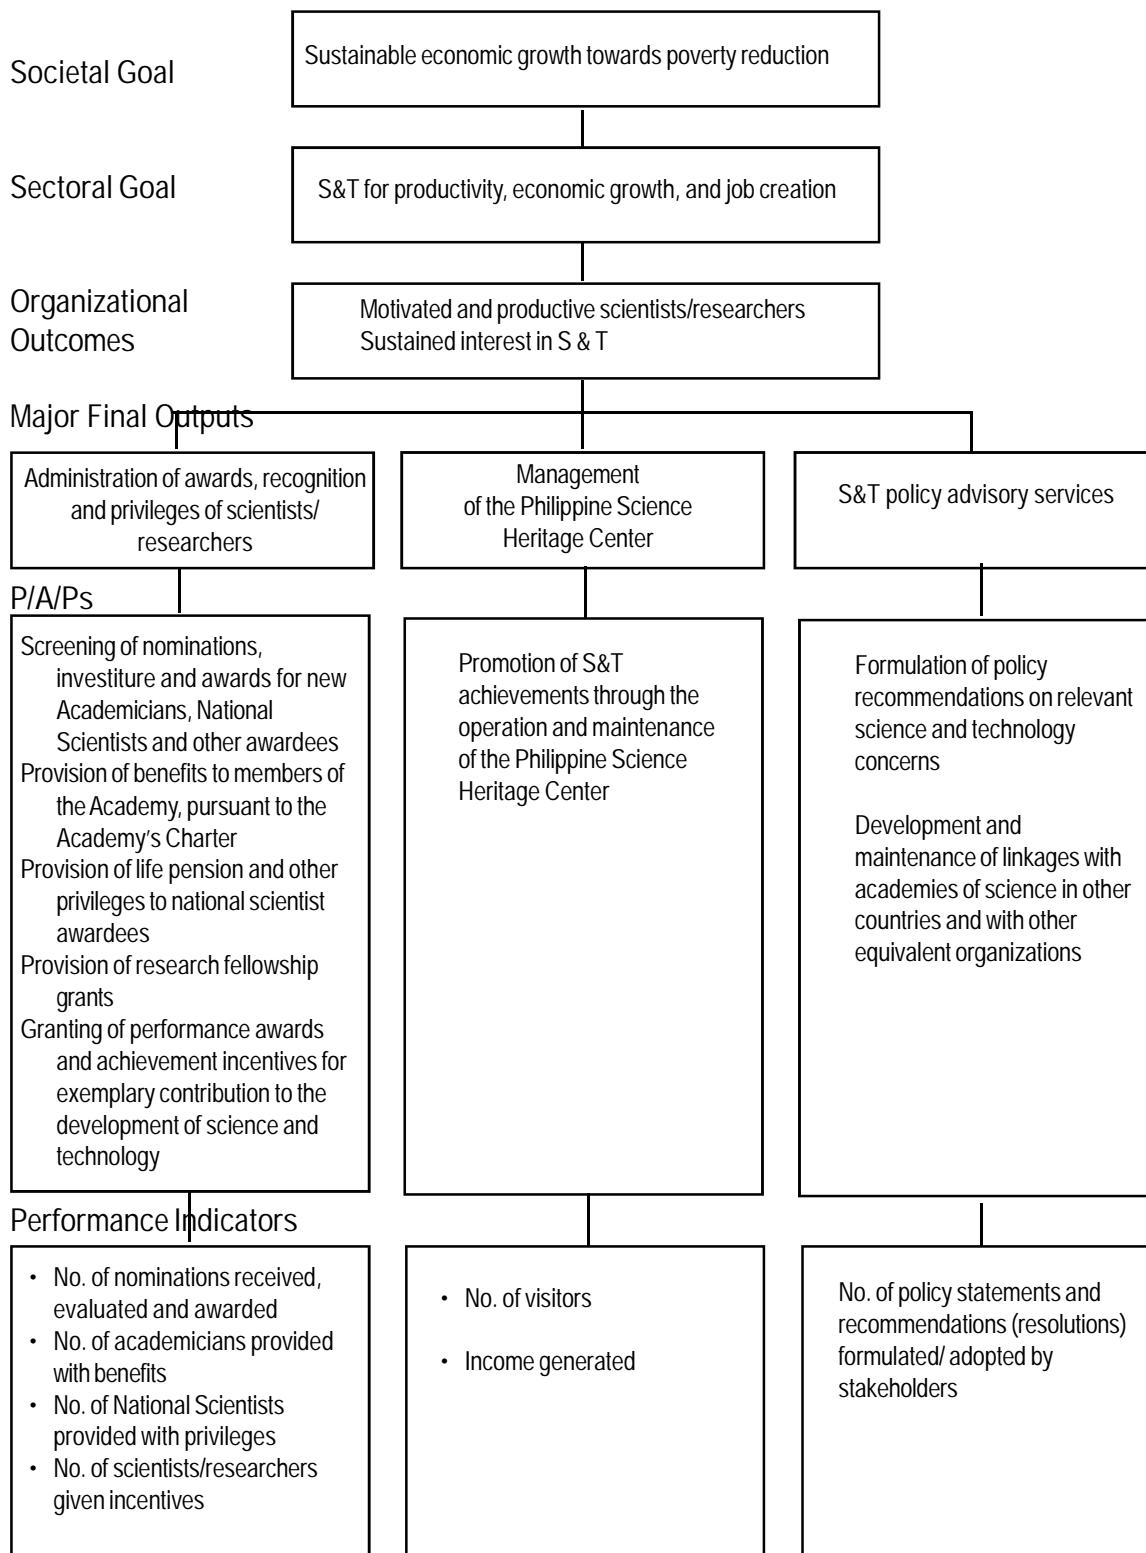 Societal Goal
Sustainable economic growth towards poverty reduction
Sectoral Goal
S&T for productivity, economic growth, and job creation
Organizational
Outcomes
Motivated and productive scientists/researchers
Sustained interest in S & T
Major Final Outputs
Administration of awards, recognition
and privileges of scientists/
researchers
Management
of the Philippine Science
Heritage Center
S&T policy advisory services
P/A/Ps
Screening of nominations,
investiture and awards for new
Academicians, National
Scientists and other awardees
Provision of benefits to members of
the Academy, pursuant to the
Academy's Charter
Provision of life pension and other
privileges to national scientist
awardees
Provision of research fellowship
grants
Granting of performance awards
and achievement incentives for
exemplary contribution to the
development of science and
technology
Promotion of S&T
achievements through the
operation and maintenance
of the Philippine Science
Heritage Center
Formulation of policy
recommendations on relevant
science and technology
concerns
Development and
maintenance of linkages with
academies of science in other
countries and with other
equivalent organizations
Performance Indicators
• No. of nominations received,
evaluated and awarded
• No. of academicians provided
with benefits
• No. of National Scientists
provided with privileges
• No. of scientists/researchers
given incentives
• No. of visitors
• Income generated
No. of policy statements and
recommendations (resolutions)
formulated/ adopted by
stakeholders